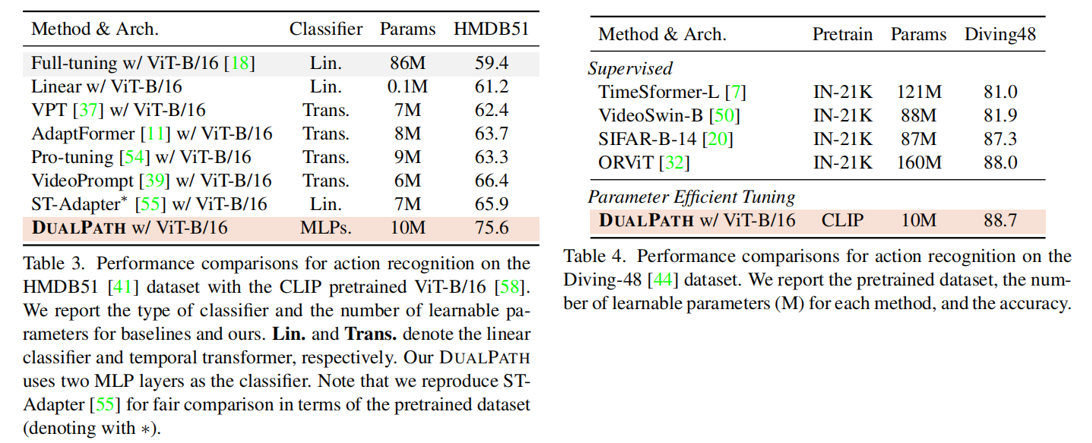 Method & Arch. Classifier Params HMDB51
Full-tuning w/ ViT-B/16 [18] Lin. 86M 59.4
Linear w/ ViT-B/16 Lin. 0.1M 61.2
VPT [37] w/ ViT-B/16 Trans. 7M 62.4
AdaptFormer [11] w/ ViT-B/16 Trans. 8M 63.7
Pro-tuning [54] w/ ViT-B/16 Trans. 9M 63.3
VideoPrompt [39] w/ ViT-B/16 Trans. 6M 66.4
ST-Adapter* [55] w/ ViT-B/16 Lin. 7M 65.9
DUALPATH w/ ViT-B/16 MLPs. 10M 75.6
Table 3. Performance comparisons for action recognition on the
HMDB51 [41] dataset with the CLIP pretrained ViT-B/16 [58].
We report the type of classifier and the number of learnable pa-
rameters for baselines and ours. Lin. and Trans. denote the linear
classifier and temporal transformer, respectively. Our DUALPATH
uses two MLP layers as the classifier. Note that we reproduce ST-
Adapter [55] for fair comparison in terms of the pretrained dataset
(denoting with *).
Method & Arch. Pretrain Params Diving48
Supervised
TimeSformer-L [7] IN-21K 121M 81.0
VideoSwin-B [50] IN-21K 88M 81.9
SIFAR-B-14 [20] IN-21K 87M 87.3
ORViT [32] IN-21K 160M 88.0
Parameter Efficient Tuning
DUALPATH w/ ViT-B/16 CLIP 10M 88.7
Table 4. Performance comparisons for action recognition on the
Diving-48 [44] dataset. We report the pretrained dataset, the num-
ber of learnable parameters (M) for each method, and the accuracy.